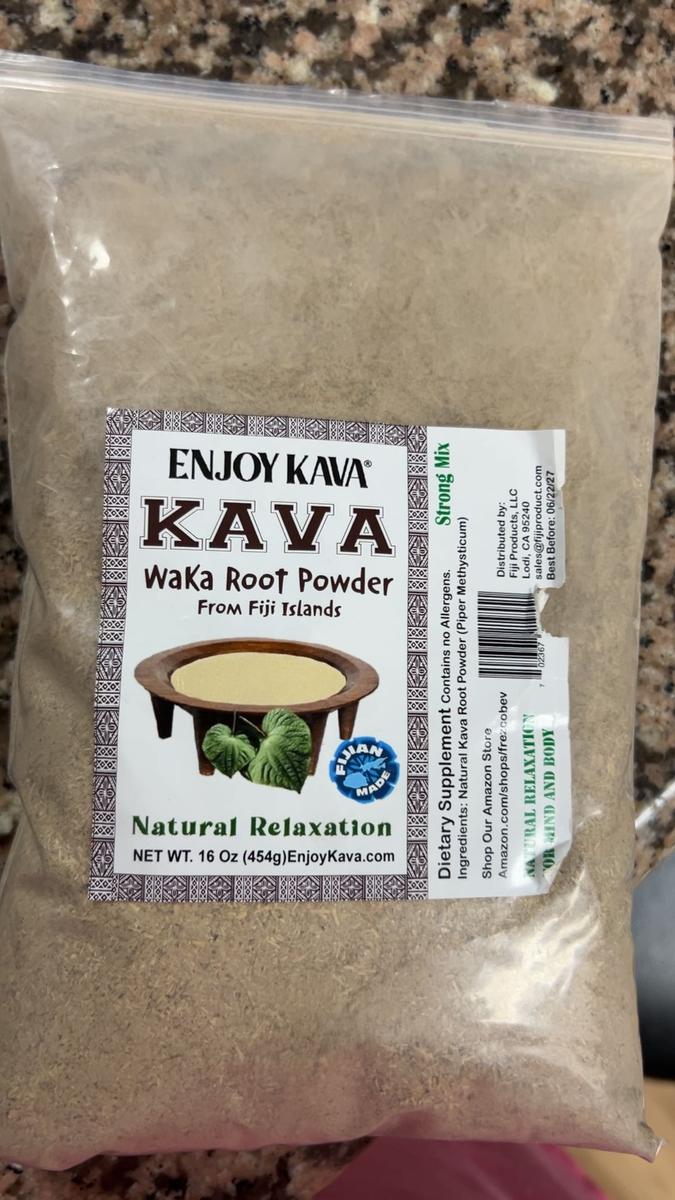 ENJOY KAVA®
KAVA
Waka Root Powder
From Fiji Islands
FIJIAN
MADE
Natural Relaxation
NET WT. 16 Oz (454g)EnjoyKava.com
Strong Mix
Dietary Supplement Contains no Allergens.
Ingredients: Natural Kava Root Powder (Piper Methysticum)
Distributed by:
Fiji Products, LLC
Lodi, CA 95240
sales@fijiproduct.com
Best Before: 06/22/27
7 02367
Shop Our Amazon Store
Amazon.com/shops/frezcobev
NATURAL RELAXATION
MIND AND BODY